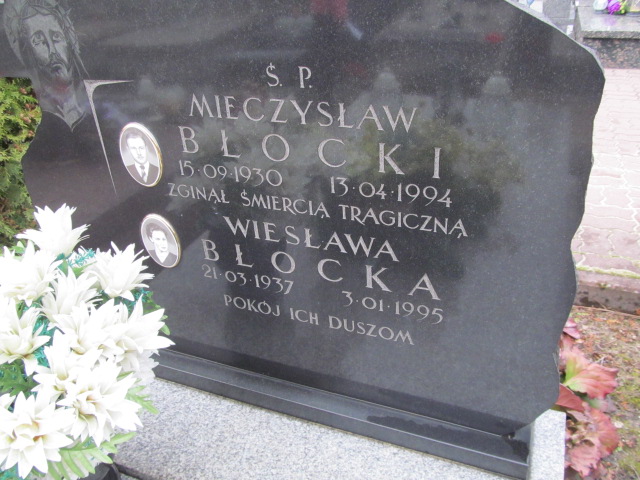 Ś. P.
MIECZYSŁAW
BŁOCKI
15·09·1930 13·04·1994
ZGINĄŁ ŚMIERCIĄ TRAGICZNĄ
WIESŁAWA
BŁOCKA
21·03·1937 3·01·1995
POKÓJ ICH DUSZOM